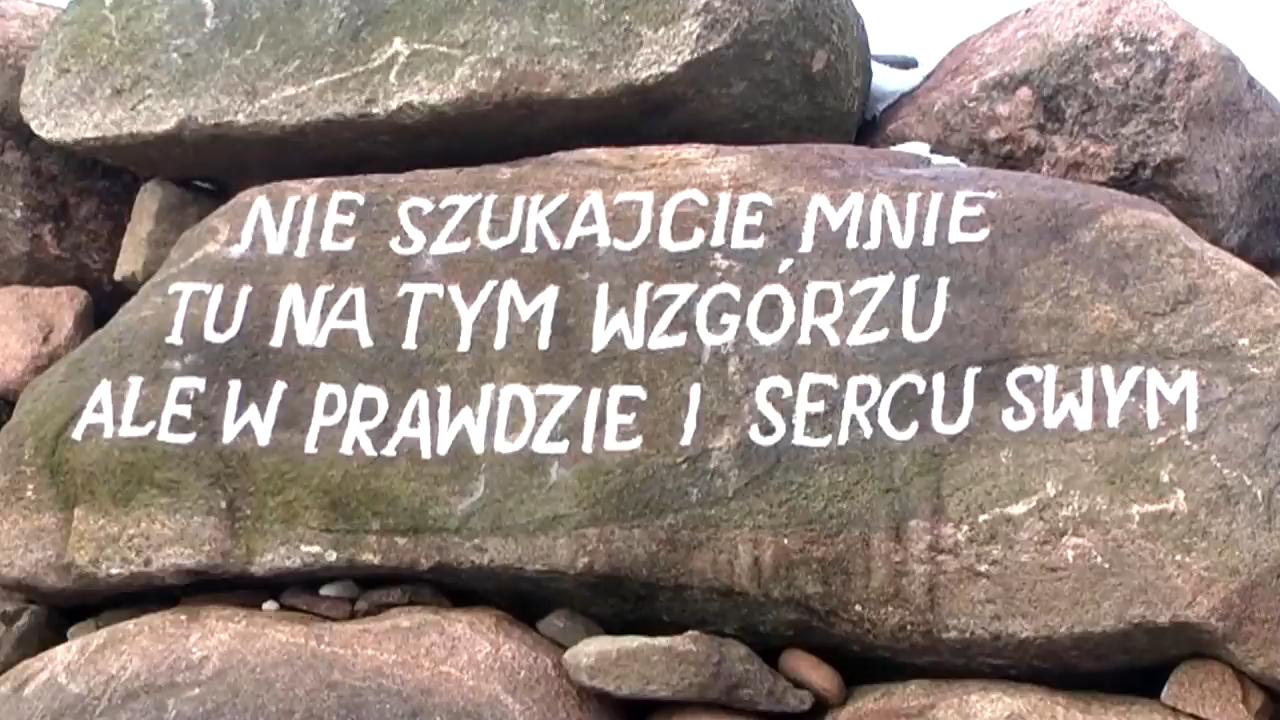 NIE SZUKAJCIE MNIE
TU NA TYM WZGÓRZU
ALE W PRAWDZIE I SERCU SWYM